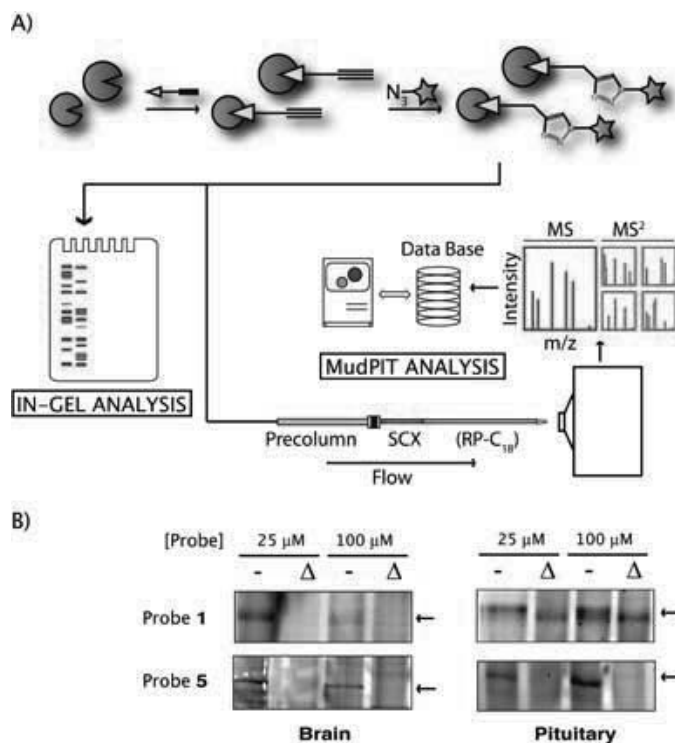 A)
N3
MS MS2
Data Base
Intensity
m/z
MudPIT ANALYSIS
IN-GEL ANALYSIS
Precolumn SCX (RP-C18)
Flow
B)
[Probe] 25 µM 100 µM 25 µM 100 µM
- Δ - Δ - Δ - Δ
Probe 1
Probe 5
Brain Pituitary